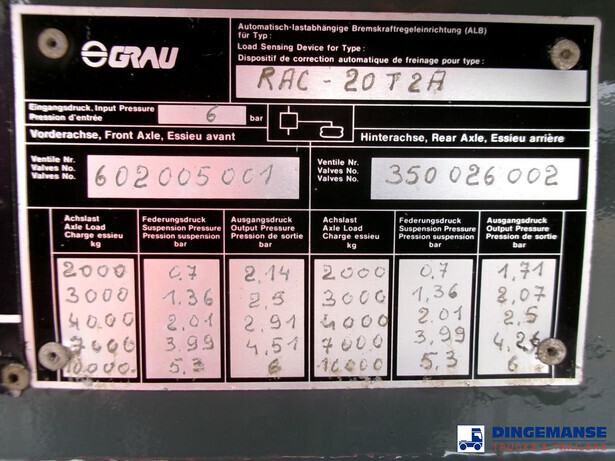 GRAU
Automatisch-lastabhängige Bremskraftregeleinrichtung (ALB)
für Typ:
Load Sensing Device for Type:
Dispositif de correction automatique de freinage pour type:
RAC - 20T2A
Eingangsdruck, Input Pressure
Pression d'entrée
6 bar
Vorderachse, Front Axle, Essieu avant
Hinterachse, Rear Axle, Essieu arrière
Ventile Nr.
Valves No.
Valves No.
602005001
Ventile Nr.
Valves No.
Valves No.
350026002
Achslast
Axle Load
Charge essieu
kg
Federungsdruck
Suspension Pressure
Pression suspension
bar
Ausgangsdruck
Output Pressure
Pression de sortie
bar
Achslast
Axle Load
Charge essieu
kg
Federungsdruck
Suspension Pressure
Pression suspension
bar
Ausgangsdruck
Output Pressure
Pression de sortie
bar
2000 0.7 2.14 2000 0.7 1.71
3000 1.36 2.5 3000 1.36 2.07
4000 2.01 2.91 4000 2.01 2.5
7000 3.99 4.51 7000 3.99 4.26
10000 5.3 6 10000 5.3 6
DINGEMANSE
TRUCKS & TRAILERS